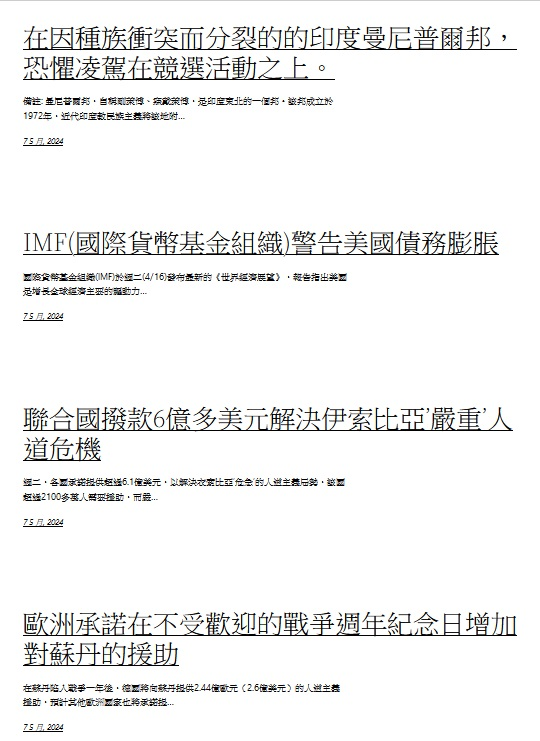 在因種族衝突而分裂的的印度曼尼普爾邦，
恐懼凌駕在競選活動之上。
備註: 曼尼普爾邦，自稱剛萊博、珠戴萊博，是印度東北的一個邦。該邦成立於
1972年，近代印度教民族主義將該地附...
7 5 月, 2024
IMF(國際貨幣基金組織)警告美國債務膨脹
國際貨幣基金組織(IMF)於週二(4/16)發布最新的《世界經濟展望》，報告指出美國
是增長全球經濟主要的驅動力...
7 5 月, 2024
聯合國撥款6億多美元解決伊索比亞’嚴重’人
道危機
週二，各國承諾提供超過6.1億美元，以解決衣索比亞‘危急’的人道主義局勢，該國
超過2100多萬人需要援助，而嚴...
7 5 月, 2024
歐洲承諾在不受歡迎的戰爭週年紀念日增加
對蘇丹的援助
在蘇丹陷入戰爭一年後，德國將向蘇丹提供2.44億歐元（2.6億美元）的人道主義
援助，預計其他歐洲國家也將承諾提...
7 5 月, 2024